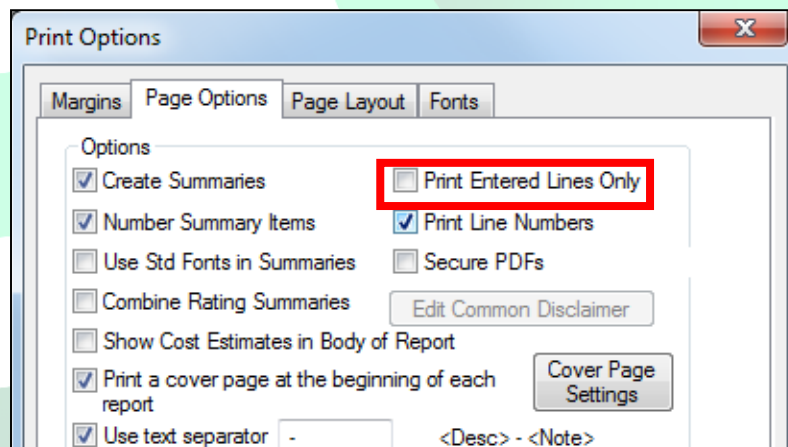 Print Options
X
Margins Page Options Page Layout Fonts
Options
Create Summaries Print Entered Lines Only
Number Summary Items Print Line Numbers
Use Std Fonts in Summaries Secure PDFs
Combine Rating Summaries Edit Common Disclaimer
Show Cost Estimates in Body of Report
Print a cover page at the beginning of each
report
Cover Page
Settings
Use text separator - <Desc> - <Note>